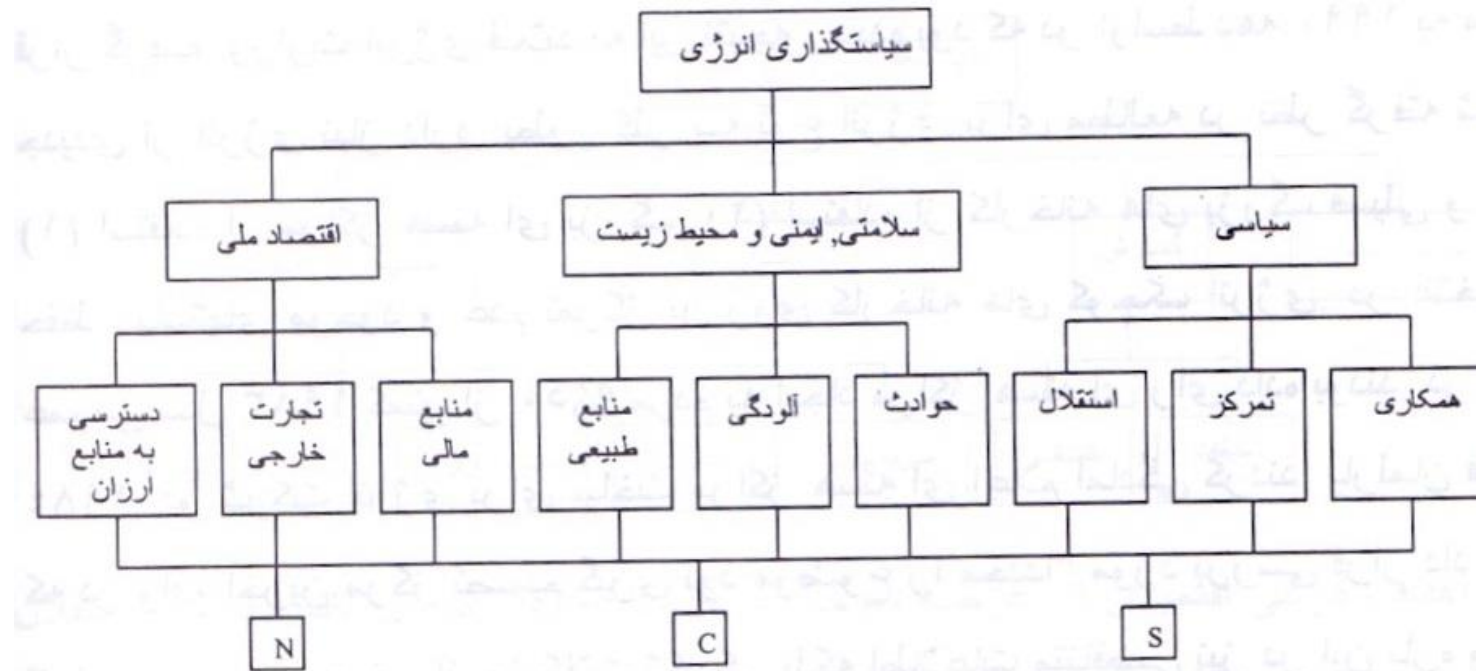 سیاستگذاری انرژی
سیاسی
سلامتی, ایمنی و محیط زیست
اقتصاد ملی
همکاری
تمرکز
استقلال
حوادث
آلودگی
منابع
طبیعی
منابع
مالی
تجارت
خارجی
دسترسی
به منابع
ارزان
S
C
N